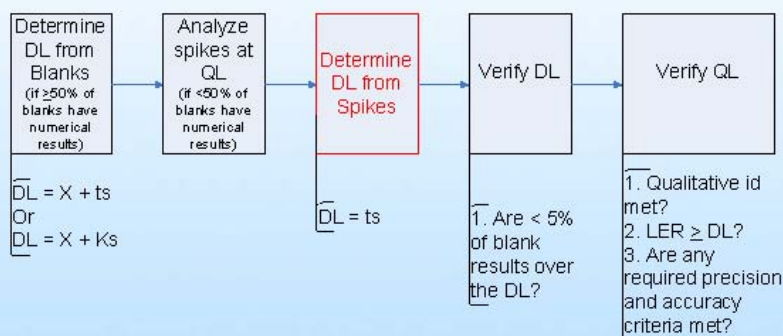 Determine
DL from
Blanks
(if ≥50% of
blanks have
numerical
results)
Analyze
spikes at
QL
(if <50% of
blanks have
numerical
results)
Determine
DL from
Spikes
Verify DL
Verify QL
DL = X + ts
Or
DL = X + Ks
DL = ts
1. Are < 5%
of blank
results over
the DL?
1. Qualitative id
met?
2. LER ≥ DL?
3. Are any
required precision
and accuracy
criteria met?